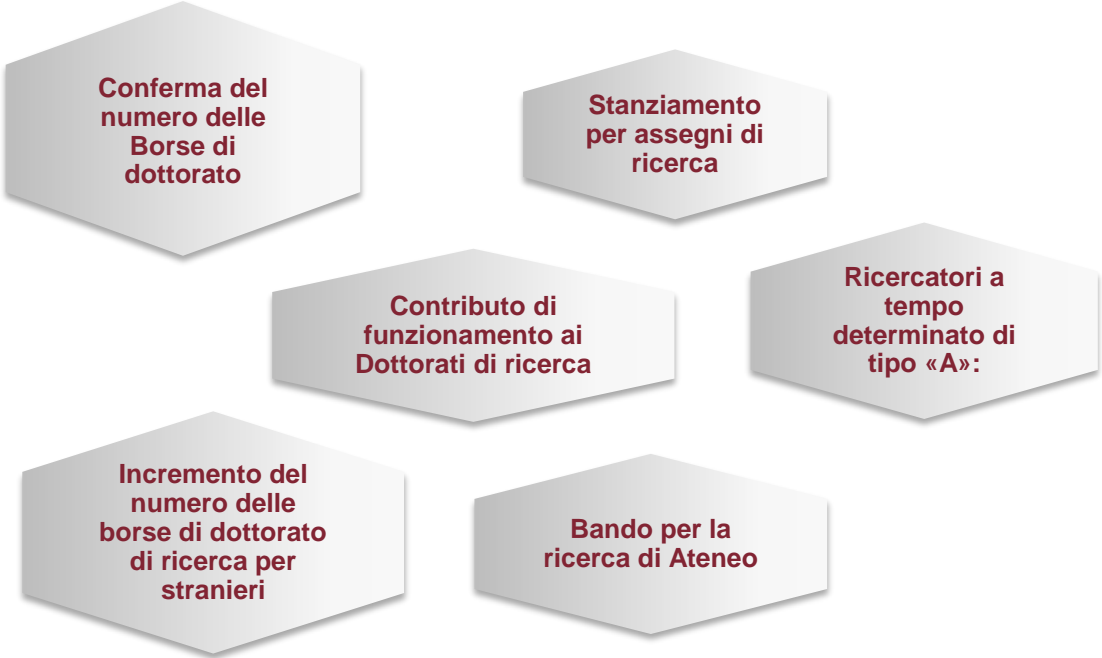 Conferma del
numero delle
Borse di
dottorato
Stanziamento
per assegni di
ricerca
Contributo di
funzionamento ai
Dottorati di ricerca
Ricercatori a
tempo
determinato di
tipo «A»:
Incremento del
numero delle
borse di dottorato
di ricerca per
stranieri
Bando per la
ricerca di Ateneo